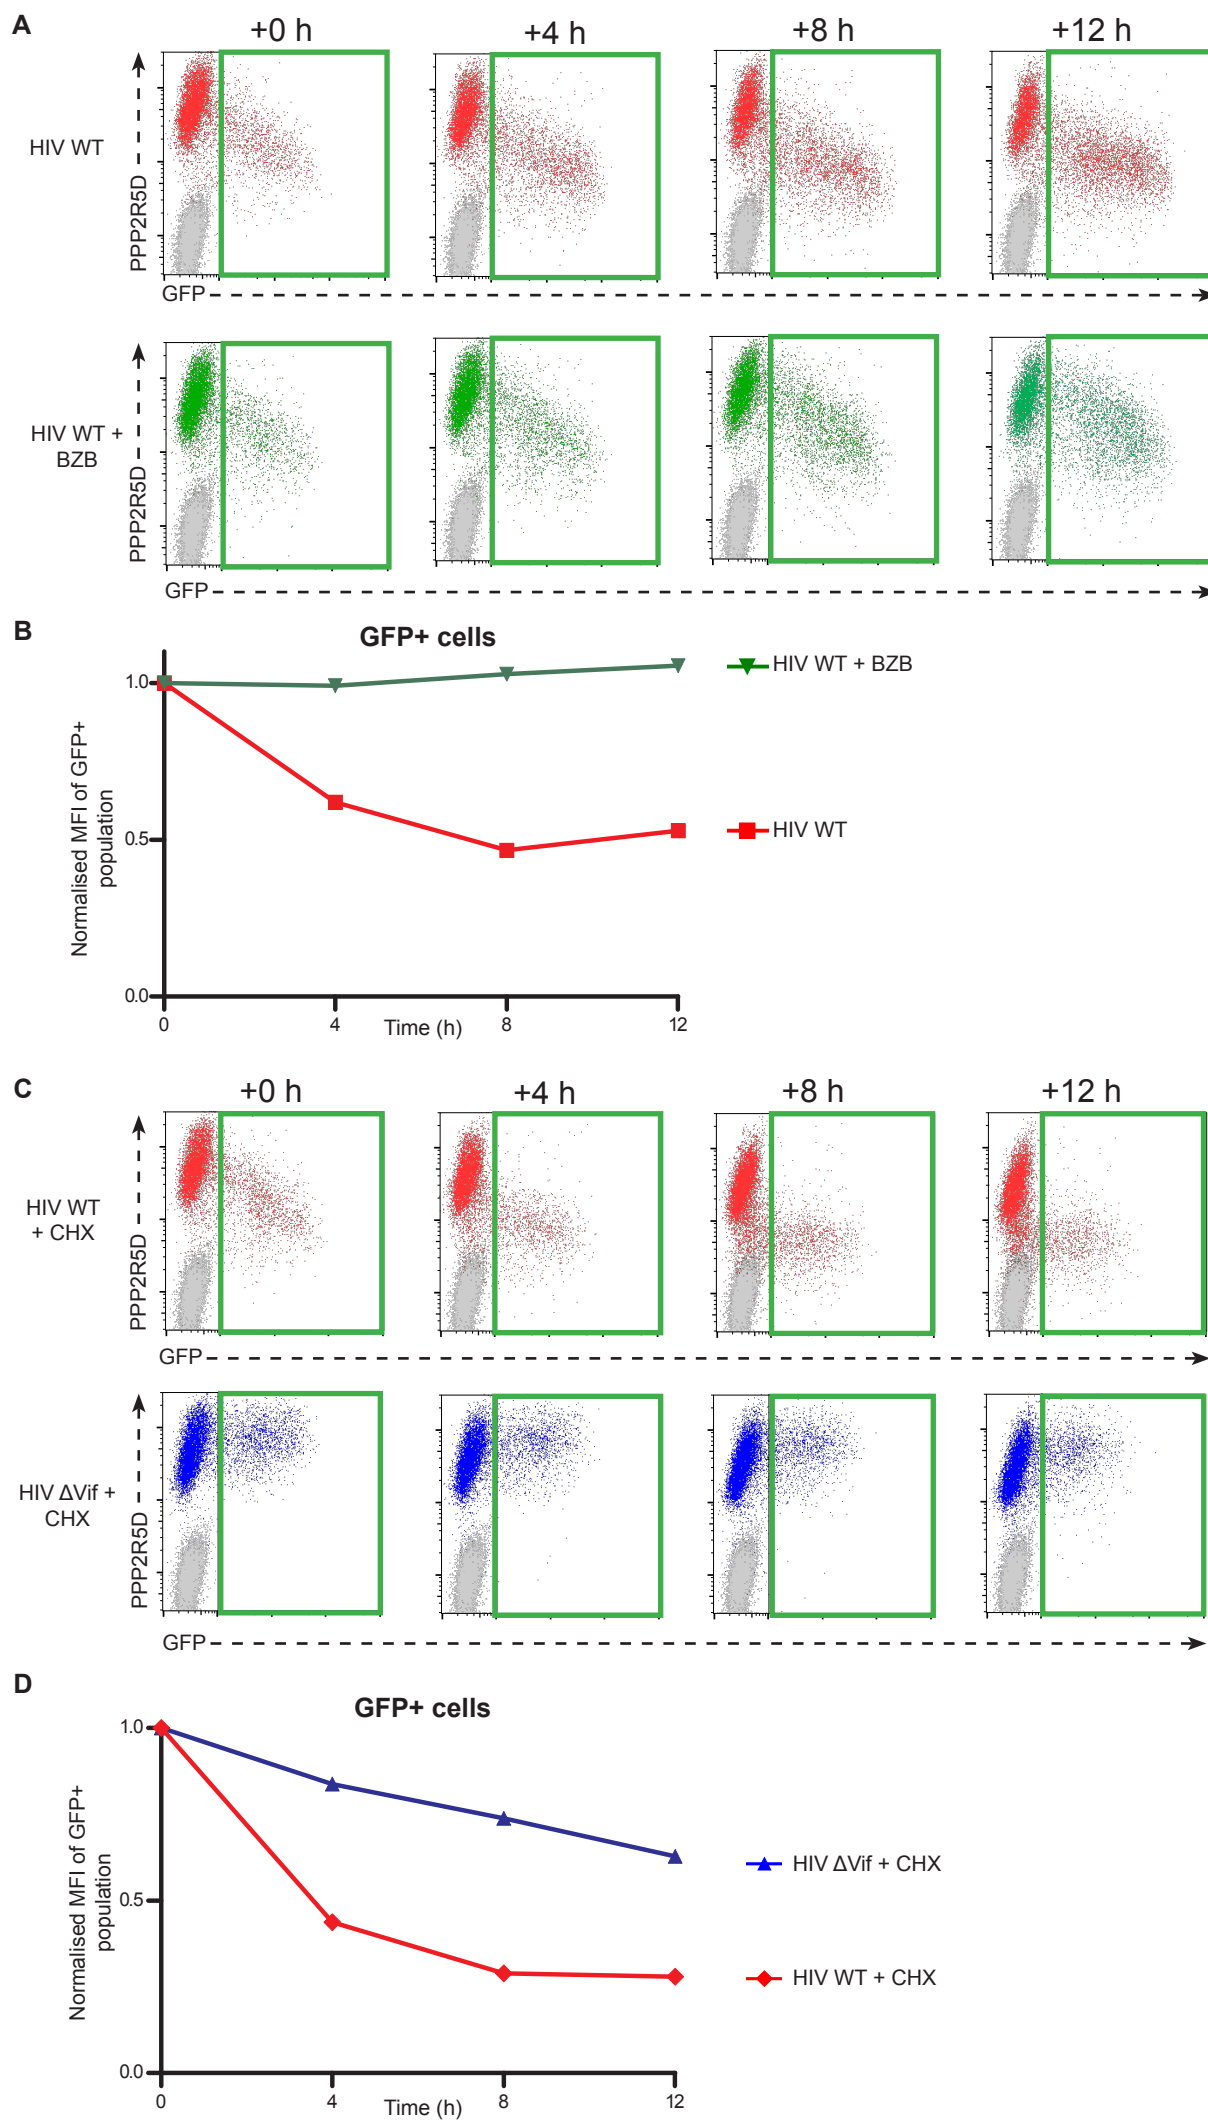 A
+0 h
+4 h
+8 h
+12 h
HIV WT
PPP2R5D
GFP
HIV WT +
BZB
PPP2R5D
GFP
B
GFP+ cells
HIV WT + BZB
HIV WT
Normalised MFI of GFP+
population
1.0
0.5
0.0
0
4
8
12
Time (h)
C
+0 h
+4 h
+8 h
+12 h
HIV WT
+ CHX
PPP2R5D
GFP
HIV ΔVif +
CHX
PPP2R5D
GFP
D
GFP+ cells
HIV ΔVif + CHX
HIV WT + CHX
Normalised MFI of GFP+
population
1.0
0.5
0.0
0
4
8
12
Time (h)